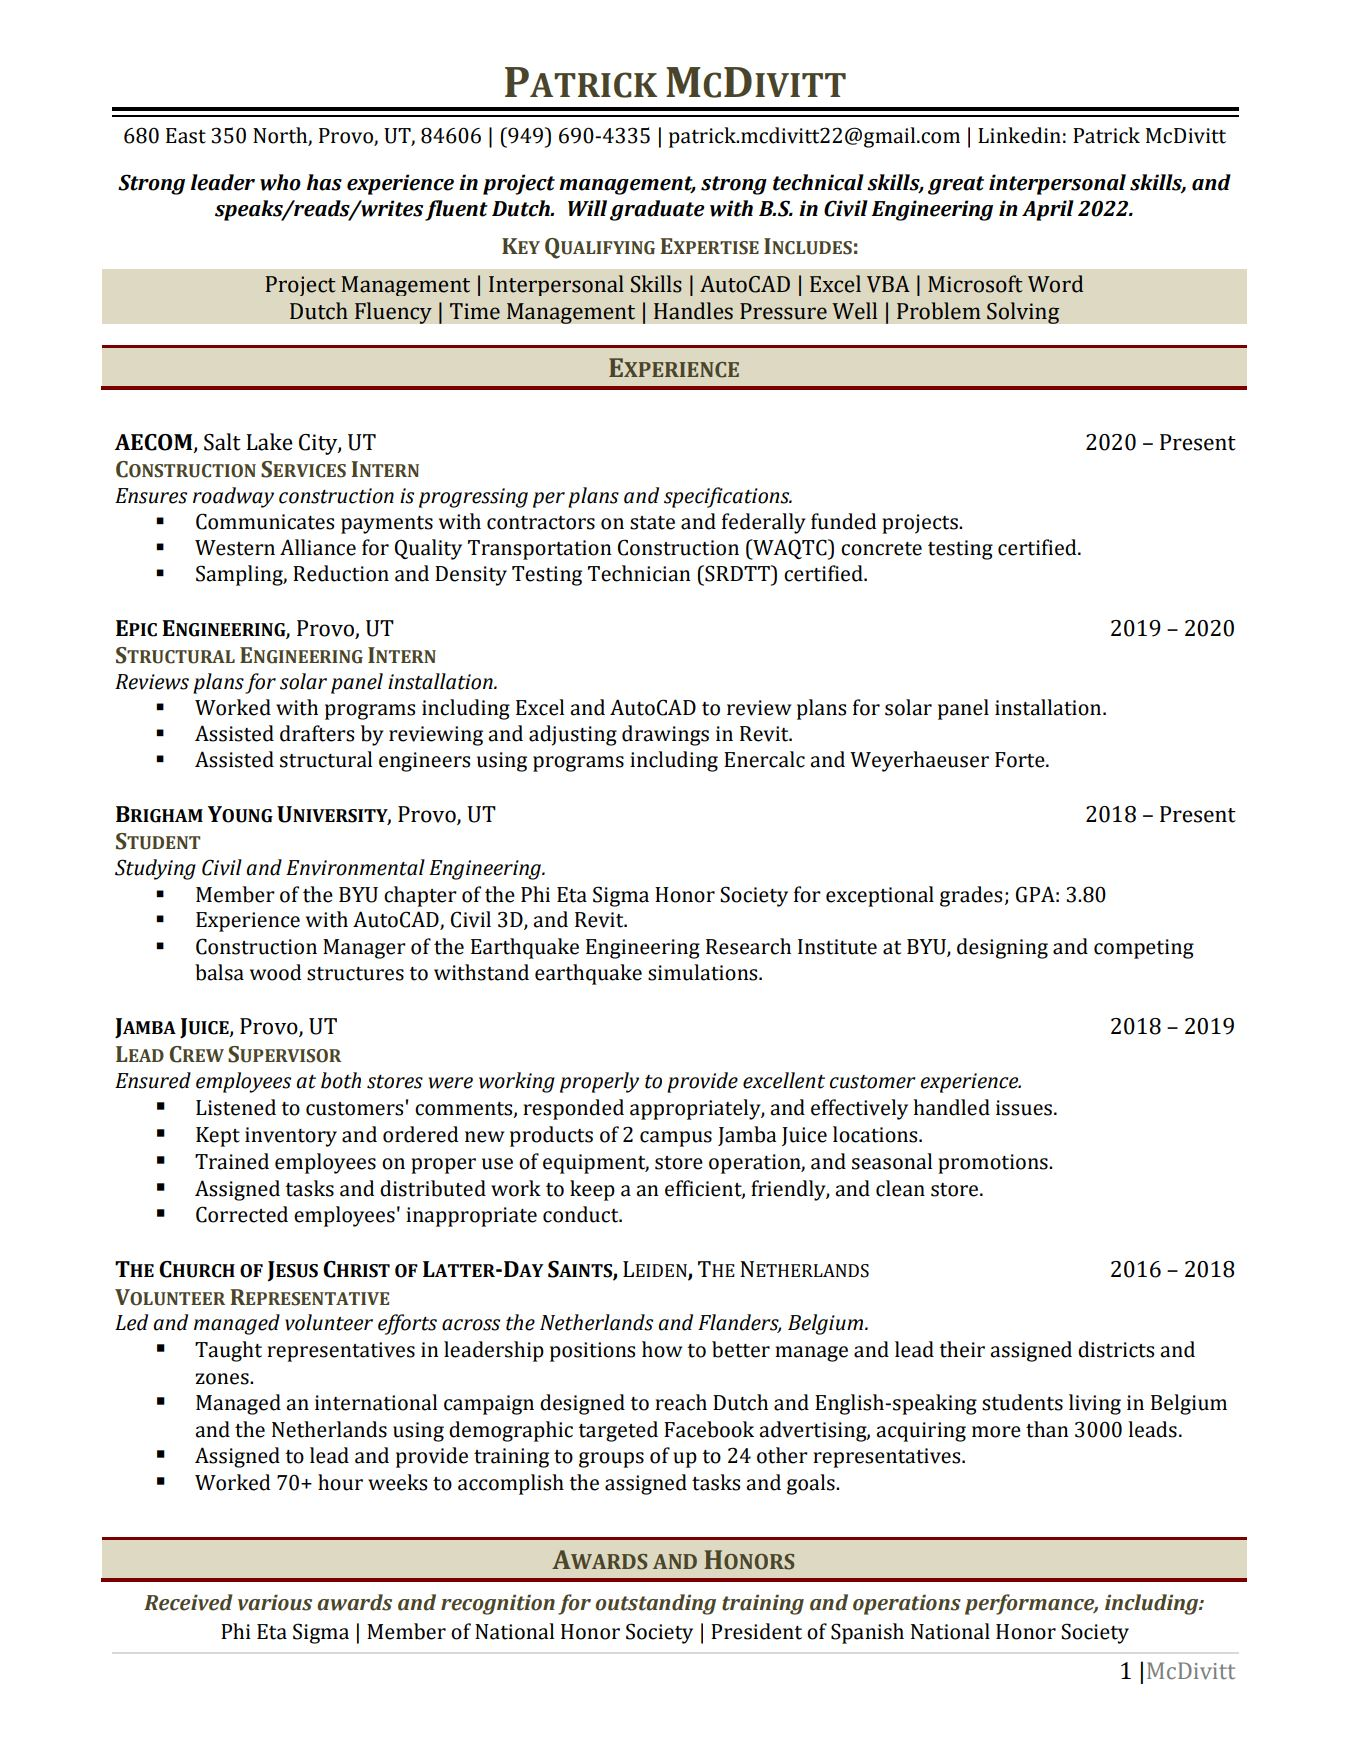 PATRICK MCDIVITT
680 East 350 North, Provo, UT, 84606 | (949) 690-4335 | patrick.mcdivitt22@gmail.com | Linkedin: Patrick McDivitt
Strong leader who has experience in project management, strong technical skills, great interpersonal skills, and
speaks/reads/writes fluent Dutch. Will graduate with B.S. in Civil Engineering in April 2022.
KEY QUALIFYING EXPERTISE INCLUDES:
Project Management | Interpersonal Skills | AutoCAD | Excel VBA | Microsoft Word
Dutch Fluency | Time Management | Handles Pressure Well | Problem Solving
EXPERIENCE
AECOM, Salt Lake City, UT 2020 – Present
CONSTRUCTION SERVICES INTERN
Ensures roadway construction is progressing per plans and specifications.
▪ Communicates payments with contractors on state and federally funded projects.
▪ Western Alliance for Quality Transportation Construction (WAQTC) concrete testing certified.
▪ Sampling, Reduction and Density Testing Technician (SRDTT) certified.
EPIC ENGINEERING, Provo, UT 2019 – 2020
STRUCTURAL ENGINEERING INTERN
Reviews plans for solar panel installation.
▪ Worked with programs including Excel and AutoCAD to review plans for solar panel installation.
▪ Assisted drafters by reviewing and adjusting drawings in Revit.
▪ Assisted structural engineers using programs including Enercalc and Weyerhaeuser Forte.
BRIGHAM YOUNG UNIVERSITY, Provo, UT 2018 – Present
STUDENT
Studying Civil and Environmental Engineering.
▪ Member of the BYU chapter of the Phi Eta Sigma Honor Society for exceptional grades; GPA: 3.80
▪ Experience with AutoCAD, Civil 3D, and Revit.
▪ Construction Manager of the Earthquake Engineering Research Institute at BYU, designing and competing
balsa wood structures to withstand earthquake simulations.
JAMBA JUICE, Provo, UT 2018 – 2019
LEAD CREW SUPERVISOR
Ensured employees at both stores were working properly to provide excellent customer experience.
▪ Listened to customers' comments, responded appropriately, and effectively handled issues.
▪ Kept inventory and ordered new products of 2 campus Jamba Juice locations.
▪ Trained employees on proper use of equipment, store operation, and seasonal promotions.
▪ Assigned tasks and distributed work to keep a an efficient, friendly, and clean store.
▪ Corrected employees' inappropriate conduct.
THE CHURCH OF JESUS CHRIST OF LATTER-DAY SAINTS, LEIDEN, THE NETHERLANDS 2016 – 2018
VOLUNTEER REPRESENTATIVE
Led and managed volunteer efforts across the Netherlands and Flanders, Belgium.
▪ Taught representatives in leadership positions how to better manage and lead their assigned districts and
zones.
▪ Managed an international campaign designed to reach Dutch and English-speaking students living in Belgium
and the Netherlands using demographic targeted Facebook advertising, acquiring more than 3000 leads.
▪ Assigned to lead and provide training to groups of up to 24 other representatives.
▪ Worked 70+ hour weeks to accomplish the assigned tasks and goals.
AWARDS AND HONORS
Received various awards and recognition for outstanding training and operations performance, including:
Phi Eta Sigma | Member of National Honor Society | President of Spanish National Honor Society
1 |McDivitt